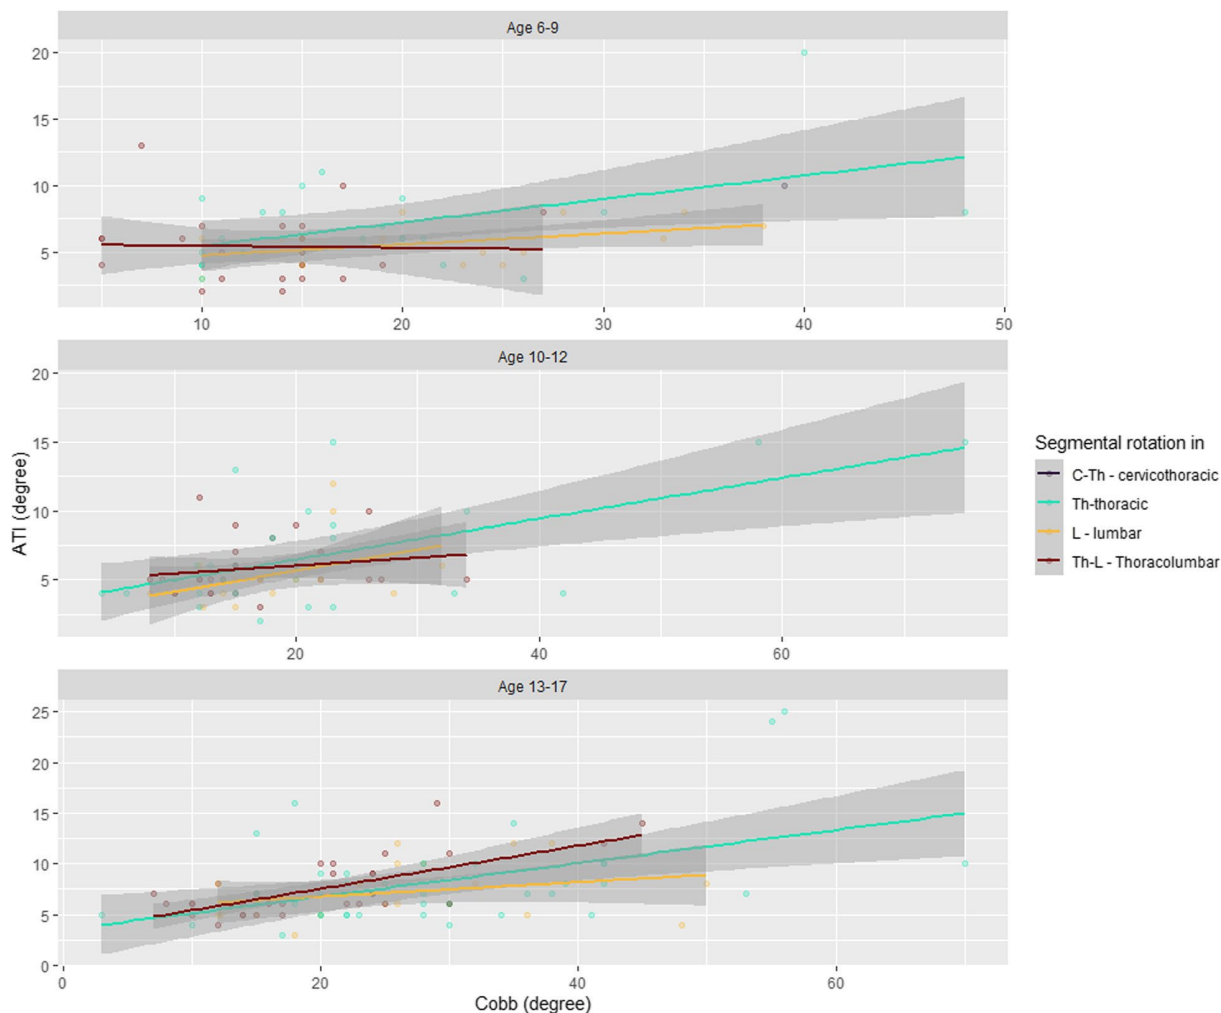 Age 6-9
20
15
10
5
10 20 30 40 50
Age 10-12
20
15
10
5
20 40 60
Age 13-17
25
20
15
10
5
0
0 20 40 60
Cobb (degree)
ATI (degree)
Segmental rotation in
C-Th - cervicothoracic
Th-thoracic
L - lumbar
Th-L - Thoracolumbar